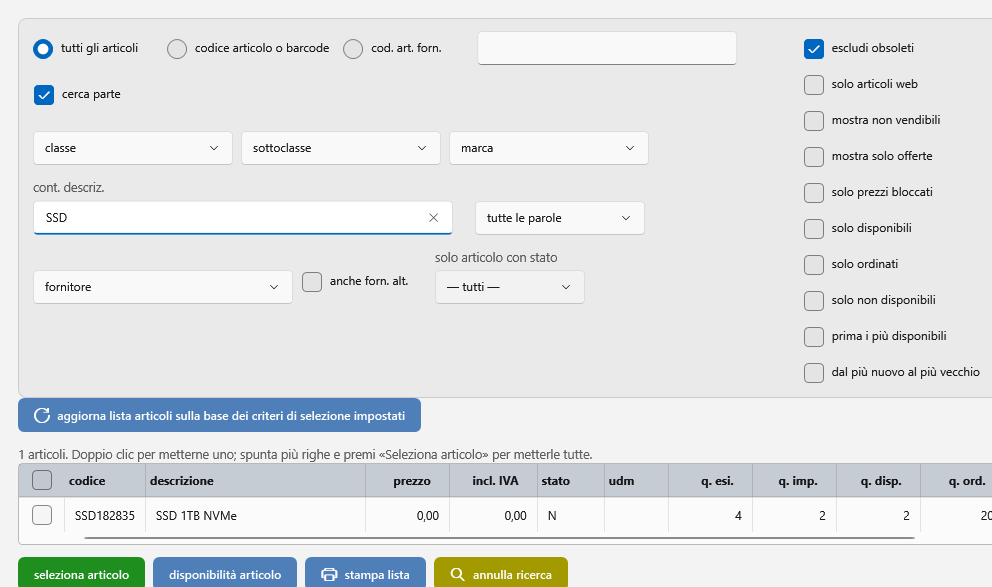 tutti gli articoli codice articolo o barcode cod. art. forn. escludi obsoleti
solo articoli web
cerca parte
mostra non vendibili
classe sottoclasse marca
mostra solo offerte
cont. descriz.
solo prezzi bloccati
SSD tutte le parole
solo disponibili
solo articolo con stato
solo ordinati
fornitore anche forn. alt. — tutti —
solo non disponibili
prima i più disponibili
dal più nuovo al più vecchio
aggiorna lista articoli sulla base dei criteri di selezione impostati
1 articoli. Doppio clic per metterne uno; spunta più righe e premi «Seleziona articolo» per metterle tutte.
codice descrizione prezzo incl. IVA stato udm q. esi. q. imp. q. disp. q. ord.
SSD182835 SSD 1TB NVMe 0,00 0,00 N 4 2 2 20
seleziona articolo disponibilità articolo stampa lista annulla ricerca